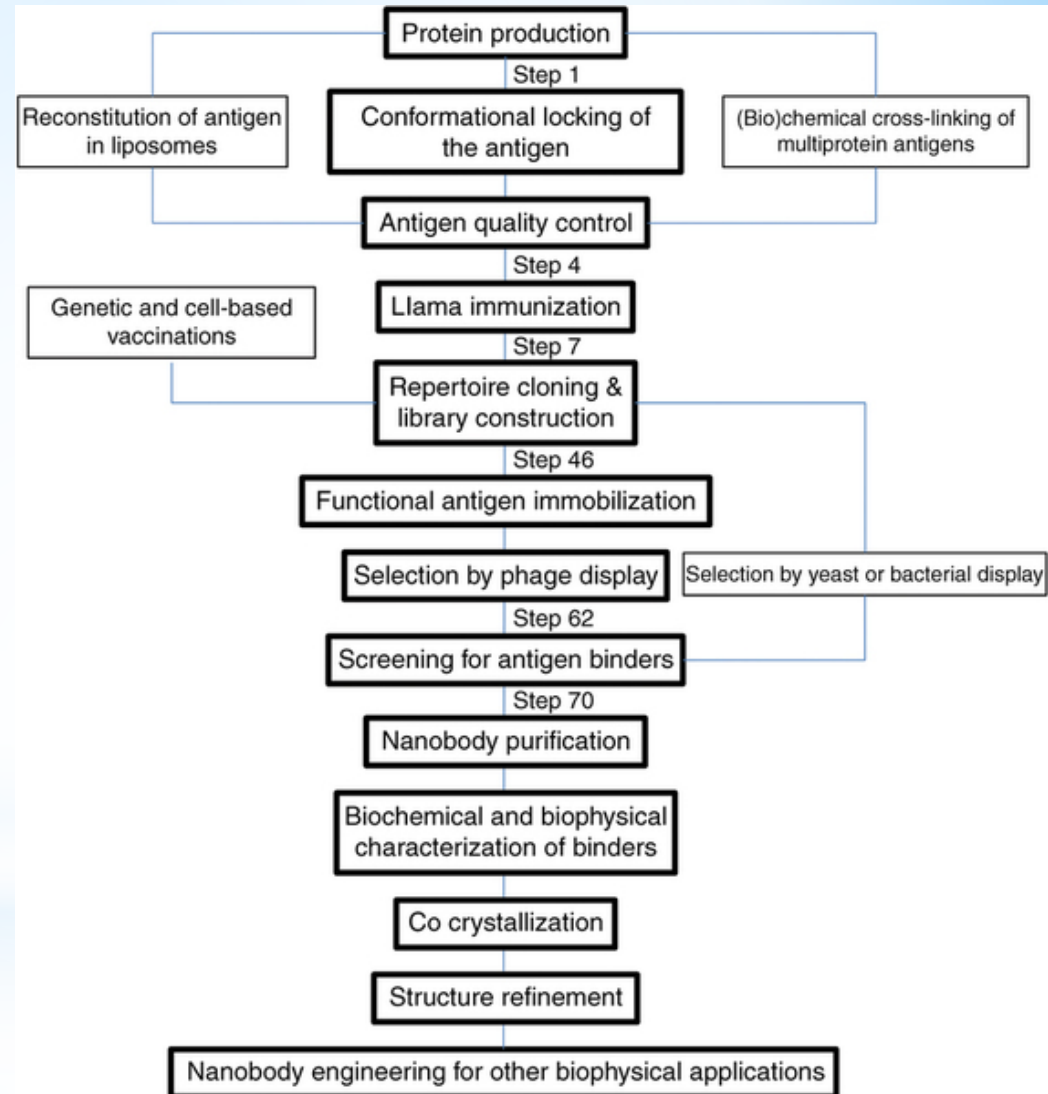 Protein production
Step 1
Reconstitution of antigen
in liposomes
Conformational locking of
the antigen
(Bio)chemical cross-linking of
multiprotein antigens
Antigen quality control
Step 4
Genetic and cell-based
vaccinations
Llama immunization
Step 7
Repertoire cloning &
library construction
Step 46
Functional antigen immobilization
Selection by phage display
Selection by yeast or bacterial display
Step 62
Screening for antigen binders
Step 70
Nanobody purification
Biochemical and biophysical
characterization of binders
Co crystallization
Structure refinement
Nanobody engineering for other biophysical applications